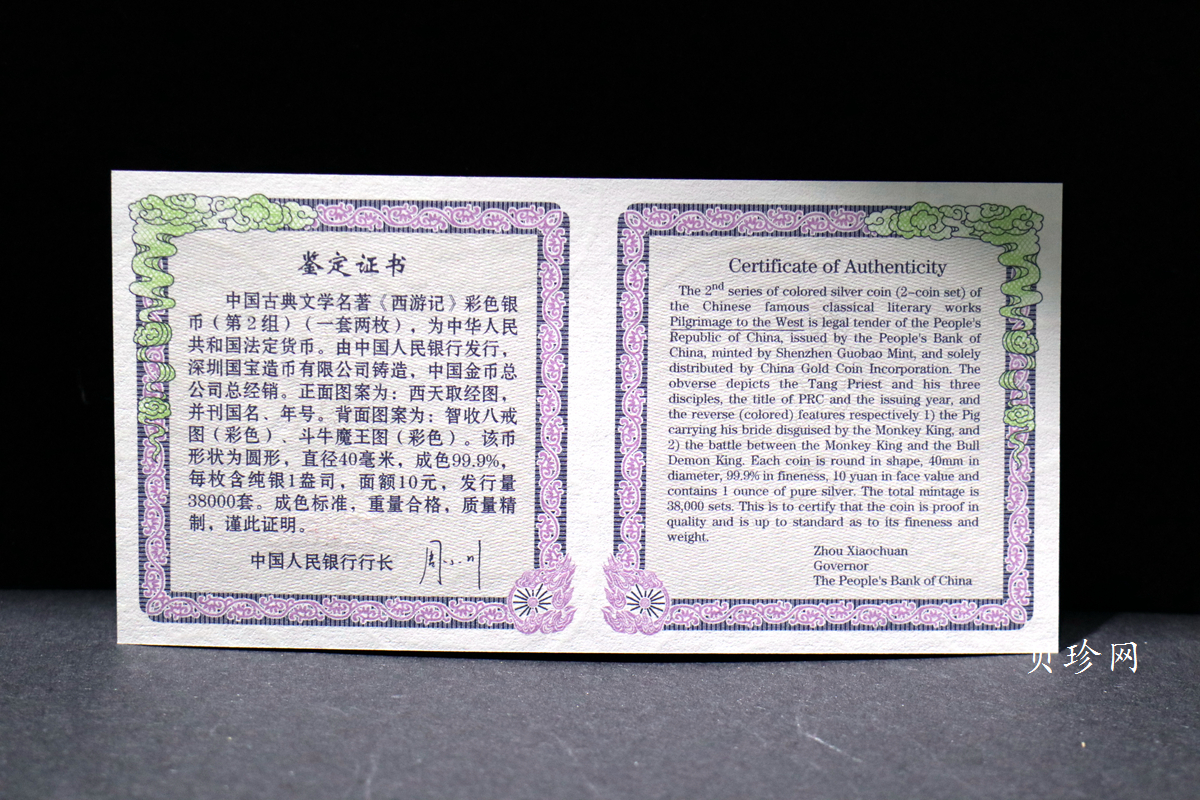 鉴定证书
中国古典文学名著《西游记》彩色银
币（第2组）（一套两枚），为中华人民
共和国法定货币。由中国人民银行发行，
深圳国宝造币有限公司铸造，中国金币总
公司总经销。正面图案为：西天取经图，
并刊国名、年号。背面图案为：智收八戒
图（彩色）、斗牛魔王图（彩色）。该币
形状为圆形，直径40毫米，成色99.9%，
每枚含纯银1盎司，面额10元，发行量
38000套。成色标准，重量合格，质量精
制，谨此证明。
中国人民银行行长 周小川
Certificate of Authenticity
The 2nd series of colored silver coin (2-coin set) of
the Chinese famous classical literary works
Pilgrimage to the West is legal tender of the People's
Republic of China, issued by the People's Bank of
China, minted by Shenzhen Guobao Mint, and solely
distributed by China Gold Coin Incorporation. The
obverse depicts the Tang Priest and his three
disciples, the title of PRC and the issuing year, and
the reverse (colored) features respectively 1) the Pig
carrying his bride disguised by the Monkey King, and
2) the battle between the Monkey King and the Bull
Demon King. Each coin is round in shape, 40mm in
diameter, 99.9% in fineness, 10 yuan in face value and
contains 1 ounce of pure silver. The total mintage is
38,000 sets. This is to certify that the coin is proof in
quality and is up to standard as to its fineness and
weight.
Zhou Xiaochuan
Governor
The People's Bank of China
贝珍网